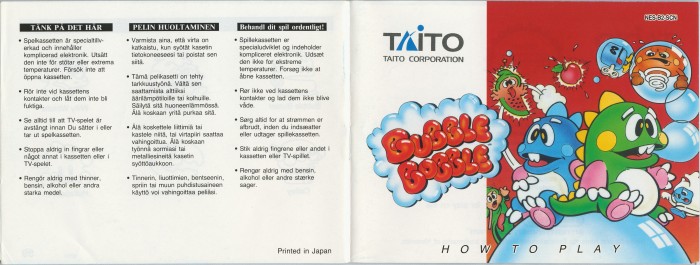 TÄNK PÅ DET HÄR
• Spelkassetten är specialtillv-
erkad och innehåller
komplicerad elektronik. Utsätt
den inte för stötar eller extrema
temperaturer. Försök inte att
öppna kassetten.
• Rör inte vid kassettens
kontakter och låt dem inte bli
fuktiga.
• Se alltid till att TV-spelet är
avstängt innan Du sätter i eller
tar ut spelkassetten.
• Stoppa aldrig in fingrar eller
något annat i kassetten eller i
TV-spelet.
• Rengör aldrig med thinner,
bensin, alkohol eller andra
starka medel.
PELIN HUOLTAMINEN
• Varmista aina, että virta on
katkaistu, kun syötät kasetin
tietokoneeseesi tai poistat sen
siitä.
• Tämä pelikasetti on tehty
tarkkuustyönä. Vältä sen
saattamista alttiiksi
äärilämpötiloille tai kolhuille.
Säilytä sitä huoneenlämmössä.
Älä koskaan yritä purkaa sitä.
• Älä koskettele liittimiä tai
kastele niitä, tai virtapiiri saattaa
vahingoittua. Älä koskaan
työnnä sormiasi tai
metalliesineitä kasetin
syöttöaukkoon.
• Tinnerin, liuottimien, bentseenin,
spriin tai muun puhdistusaineen
käyttö voi vahingoittaa peliäsi.
Behandl dit spil ordentligt!
• Spillekassetten er
specialudviklet og indeholder
kompliceret elektronik. Udsæt
den ikke for ekstreme
temperaturer. Forsøg ikke at
åbne kassetten.
• Rør ikke ved kassettens
kontakter og lad dem ikke blive
våde.
• Sørg altid for at strømmen er
afbrudt, inden du indsætter
eller udtager spillekassetten.
• Stik aldrig fingrene eller andet i
kassetten eller TV-spillet.
• Rengør aldrig med bensin,
alkohol eller andre stærke
sager.
Printed in Japan
NES-B2-SCN
TAITO
TAITO CORPORATION
BUBBLE
BOBBLE
HOW TO PLAY